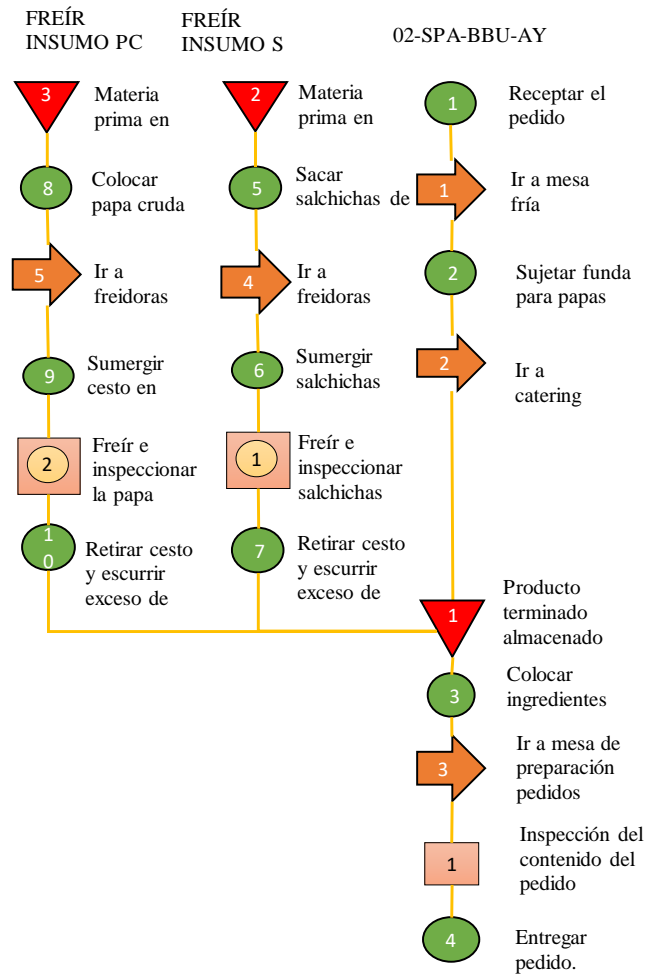 FREÍR
INSUMO PC
3
Materia
prima en
8
Colocar
papa cruda
5
Ir a
freidoras
9
Sumergir
cesto en
2
Freír e
inspeccionar
la papa
1
0
Retirar cesto
y escurrir
exceso de
FREÍR
INSUMO S
2
Materia
prima en
5
Sacar
salchichas de
4
Ir a
freidoras
6
Sumergir
salchichas
1
Freír e
inspeccionar
salchichas
7
Retirar cesto
y escurrir
exceso de
02-SPA-BBU-AY
1
Receptar el
pedido
1
Ir a mesa
fría
2
Sujetar funda
para papas
2
Ir a
catering
1
Producto
terminado
almacenado
3
Colocar
ingredientes
3
Ir a mesa de
preparación
pedidos
1
Inspección del
contenido del
pedido
4
Entregar
pedido.